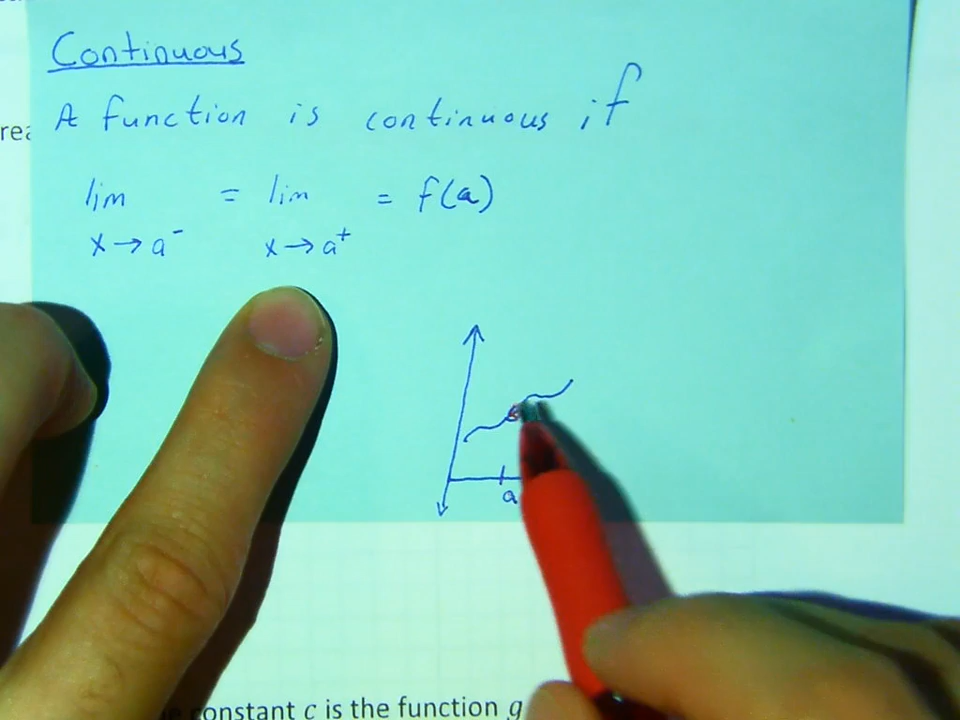 Continuous
A function is continuous if
lim = lim = f(a)
x→a⁻ x→a⁺
a
constant c is the function g